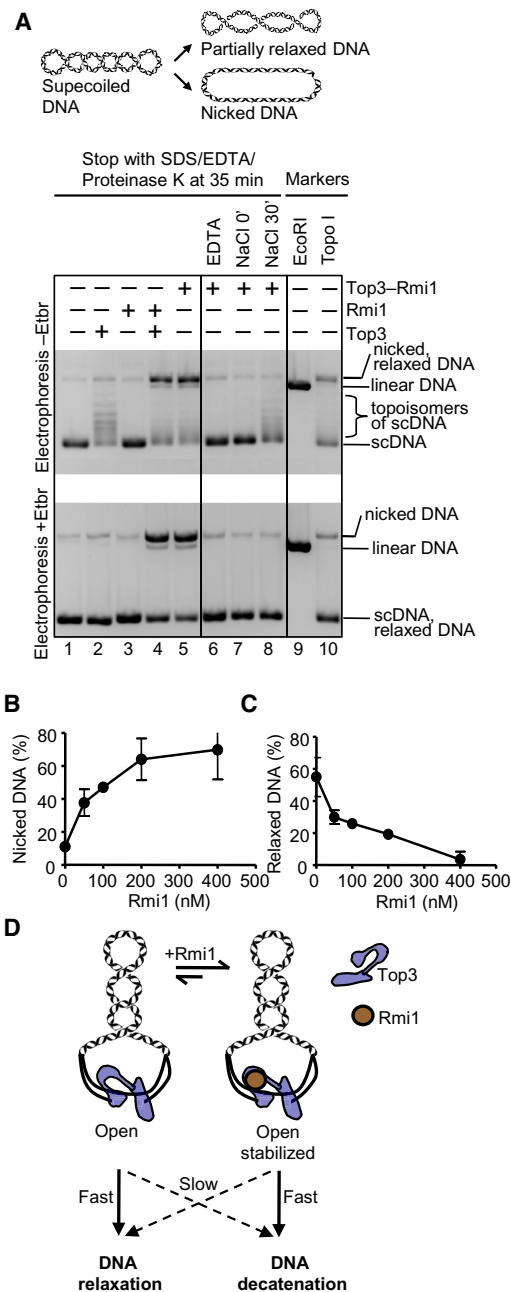 A
Supecoiled
DNA
Partially relaxed DNA
Nicked DNA
Stop with SDS/EDTA/
Proteinase K at 35 min
Markers
EDTA
NaCl 0'
NaCl 30'
EcoRI
Topo I
− − − − + + + + − − Top3–Rmi1
− − + + − − − − − − Rmi1
− + − + − − − − − − Top3
Electrophoresis –Etbr
nicked,
relaxed DNA
linear DNA
topoisomers
of scDNA
scDNA
Electrophoresis +Etbr
nicked DNA
linear DNA
scDNA,
relaxed DNA
1 2 3 4 5 6 7 8 9 10
B
Nicked DNA (%)
80
60
40
20
0
0 100 200 300 400 500
Rmi1 (nM)
C
Relaxed DNA (%)
80
60
40
20
0
0 100 200 300 400 500
Rmi1 (nM)
D
+Rmi1
Top3
Rmi1
Open
Open
stabilized
Fast
Slow
Fast
DNA
relaxation
DNA
decatenation